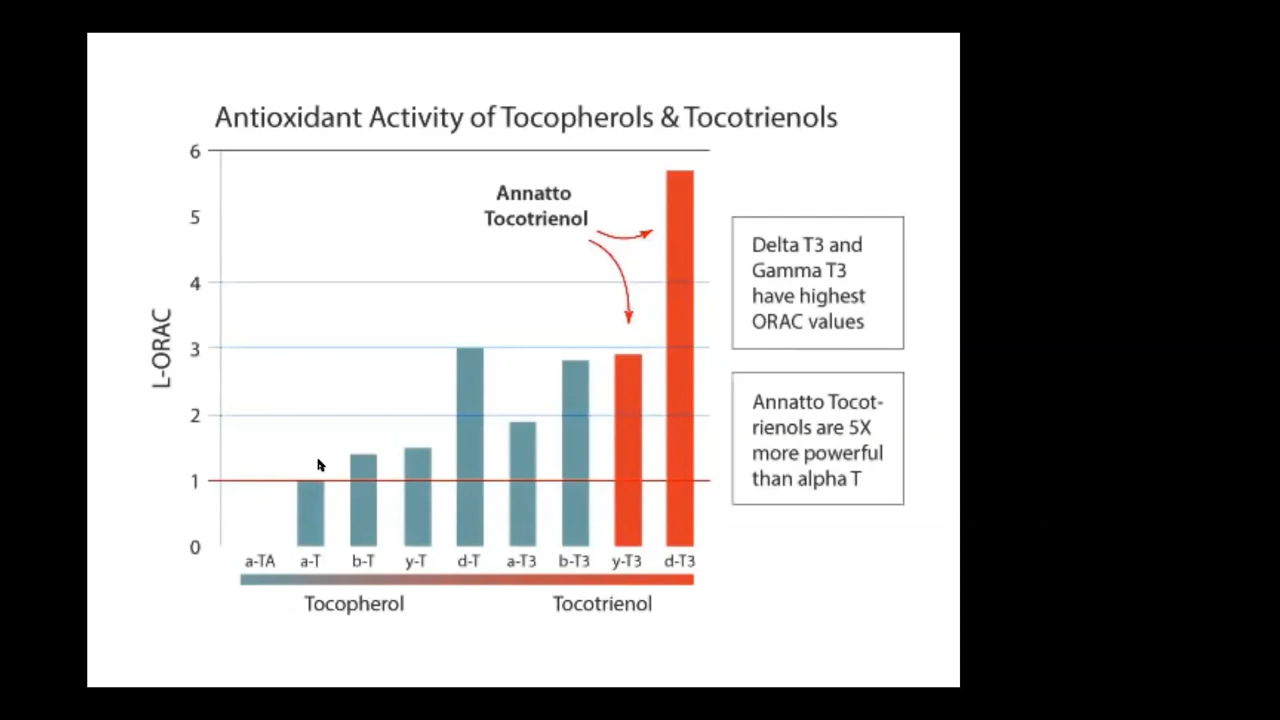 Antioxidant Activity of Tocopherols & Tocotrienols
6
5
4
3
2
1
0
L-ORAC
Annatto
Tocotrienol
a-TA a-T b-T y-T d-T a-T3 b-T3 y-T3 d-T3
Tocopherol Tocotrienol
Delta T3 and
Gamma T3
have highest
ORAC values
Annatto Tocot-
rienols are 5X
more powerful
than alpha T